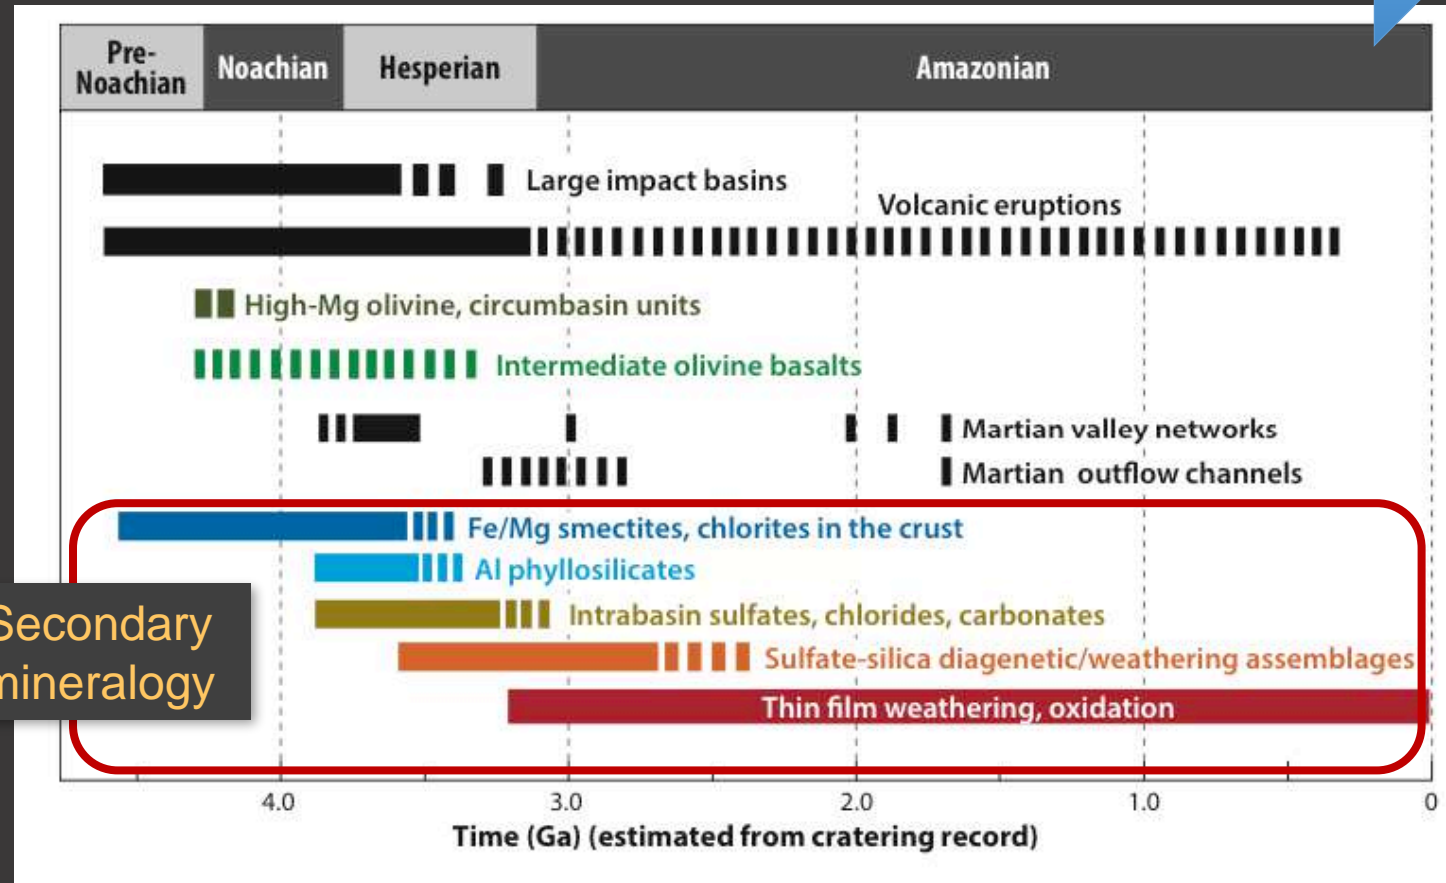 Pre-
Noachian
Noachian
Hesperian
Amazonian
Large impact basins
Volcanic eruptions
High-Mg olivine, circumbasin units
Intermediate olivine basalts
Martian valley networks
Martian outflow channels
Fe/Mg smectites, chlorites in the crust
Al phyllosilicates
Intrabasin sulfates, chlorides, carbonates
Sulfate-silica diagenetic/weathering assemblages
Thin film weathering, oxidation
Secondary
mineralogy
4.0 3.0 2.0 1.0 0
Time (Ga) (estimated from cratering record)